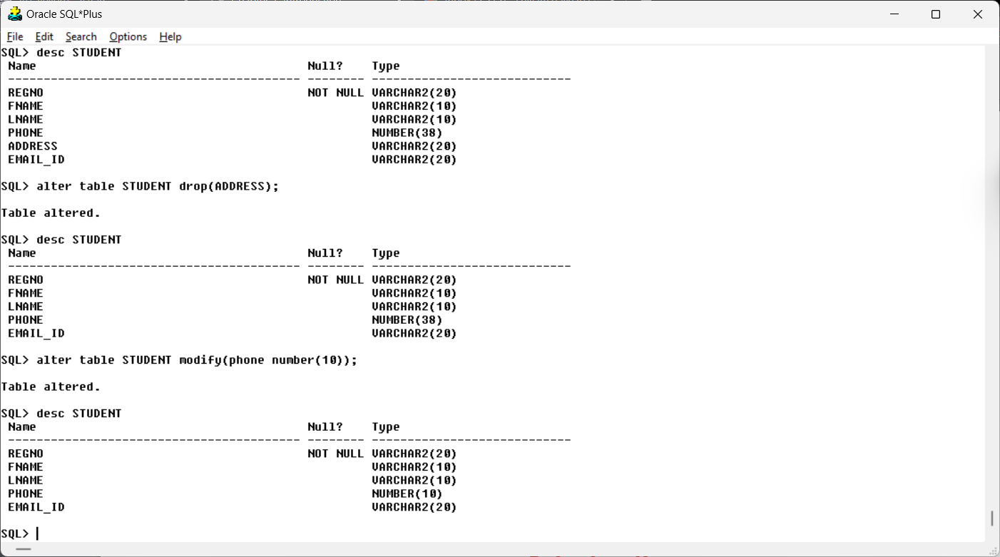 Oracle SQL*Plus
File Edit Search Options Help
SQL> desc STUDENT
 Name                                      Null?    Type
 ----------------------------------------- -------- ----------------------------
 REGNO                                     NOT NULL VARCHAR2(20)
 FNAME                                              VARCHAR2(10)
 LNAME                                              VARCHAR2(10)
 PHONE                                              NUMBER(38)
 ADDRESS                                            VARCHAR2(20)
 EMAIL_ID                                           VARCHAR2(20)
SQL> alter table STUDENT drop(ADDRESS);
Table altered.
SQL> desc STUDENT
 Name                                      Null?    Type
 ----------------------------------------- -------- ----------------------------
 REGNO                                     NOT NULL VARCHAR2(20)
 FNAME                                              VARCHAR2(10)
 LNAME                                              VARCHAR2(10)
 PHONE                                              NUMBER(38)
 EMAIL_ID                                           VARCHAR2(20)
SQL> alter table STUDENT modify(phone number(10));
Table altered.
SQL> desc STUDENT
 Name                                      Null?    Type
 ----------------------------------------- -------- ----------------------------
 REGNO                                     NOT NULL VARCHAR2(20)
 FNAME                                              VARCHAR2(10)
 LNAME                                              VARCHAR2(10)
 PHONE                                              NUMBER(10)
 EMAIL_ID                                           VARCHAR2(20)
SQL>